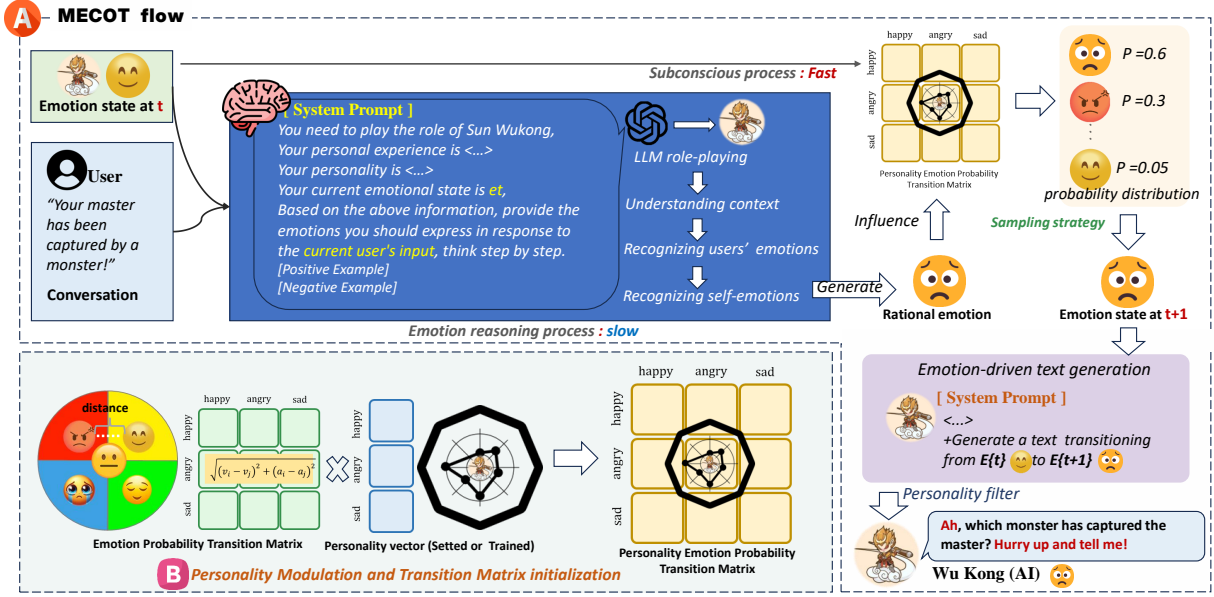 A
MECOT flow
Emotion state at t
User
“Your master
has been
captured by a
monster!”
Conversation
Subconscious process : Fast
[ System Prompt ]
You need to play the role of Sun Wukong,
Your personal experience is <...>
Your personality is <...>
Your current emotional state is et,
Based on the above information, provide the
emotions you should express in response to
the current user's input, think step by step.
[Positive Example]
[Negative Example]
LLM role-playing
Understanding context
Recognizing users’ emotions
Recognizing self-emotions
Emotion reasoning process : slow
Generate
Rational emotion
Influence
happy angry sad
happy
angry
sad
Personality Emotion Probability
Transition Matrix
P =0.6
P =0.3
P =0.05
probability distribution
Sampling strategy
Emotion state at t+1
Emotion-driven text generation
[ System Prompt ]
<...>
+Generate a text transitioning
from E{t} to E{t+1}
Personality filter
Ah, which monster has captured the
master? Hurry up and tell me!
Wu Kong (AI)
distance
happy angry sad
happy
angry
sad
√(vᵢ − vⱼ)² + (aᵢ − aⱼ)²
Emotion Probability Transition Matrix
happy
angry
sad
Personality vector (Setted or Trained)
happy angry sad
happy
angry
sad
Personality Emotion Probability
Transition Matrix
B
Personality Modulation and Transition Matrix initialization